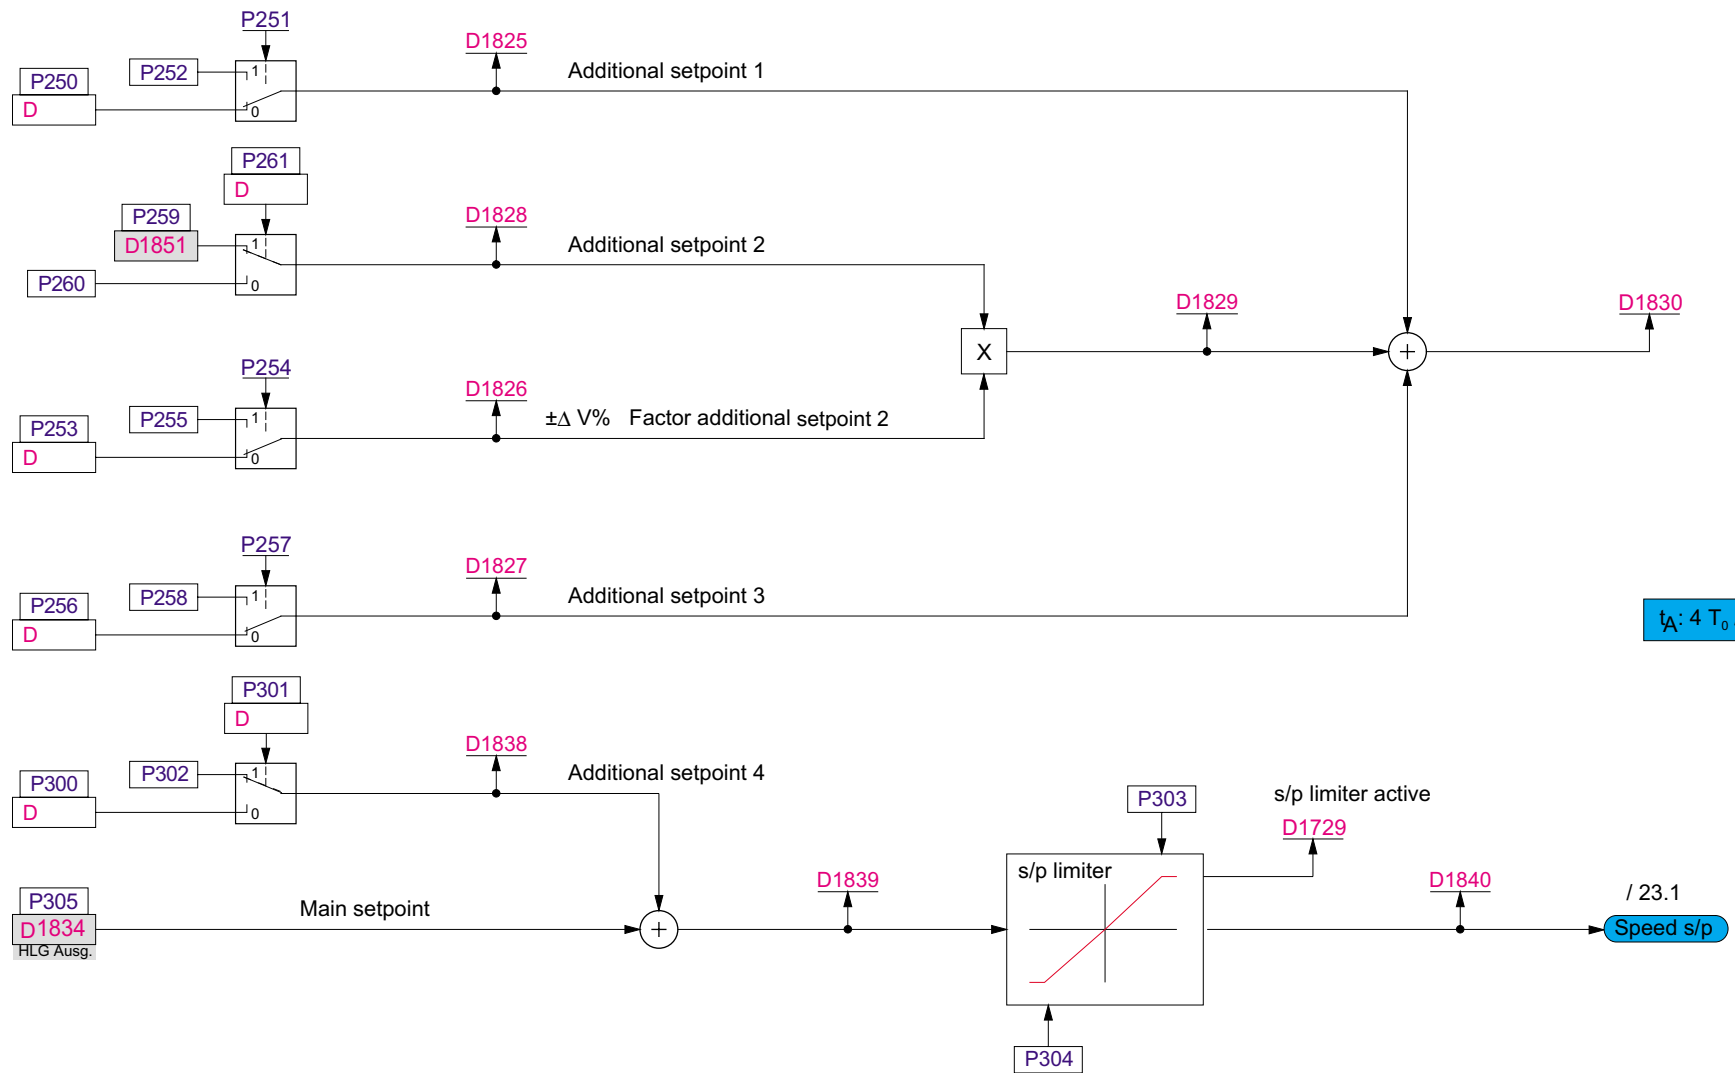 P251
D1825
P250
P252
1
Additional setpoint 1
D
0
P261
D
P259
D1828
D1851
1
Additional setpoint 2
P260
0
D1829
D1830
X
+
P254
D1826
P253
P255
1
±Δ V% Factor additional setpoint 2
D
0
P257
D1827
P256
P258
1
Additional setpoint 3
D
0
tA: 4 T0
P301
D
D1838
P300
P302
1
Additional setpoint 4
D
0
P303
s/p limiter active
D1729
s/p limiter
P305
D1839
D1840
/ 23.1
D1834
Main setpoint
+
Speed s/p
HLG Ausg.
P304